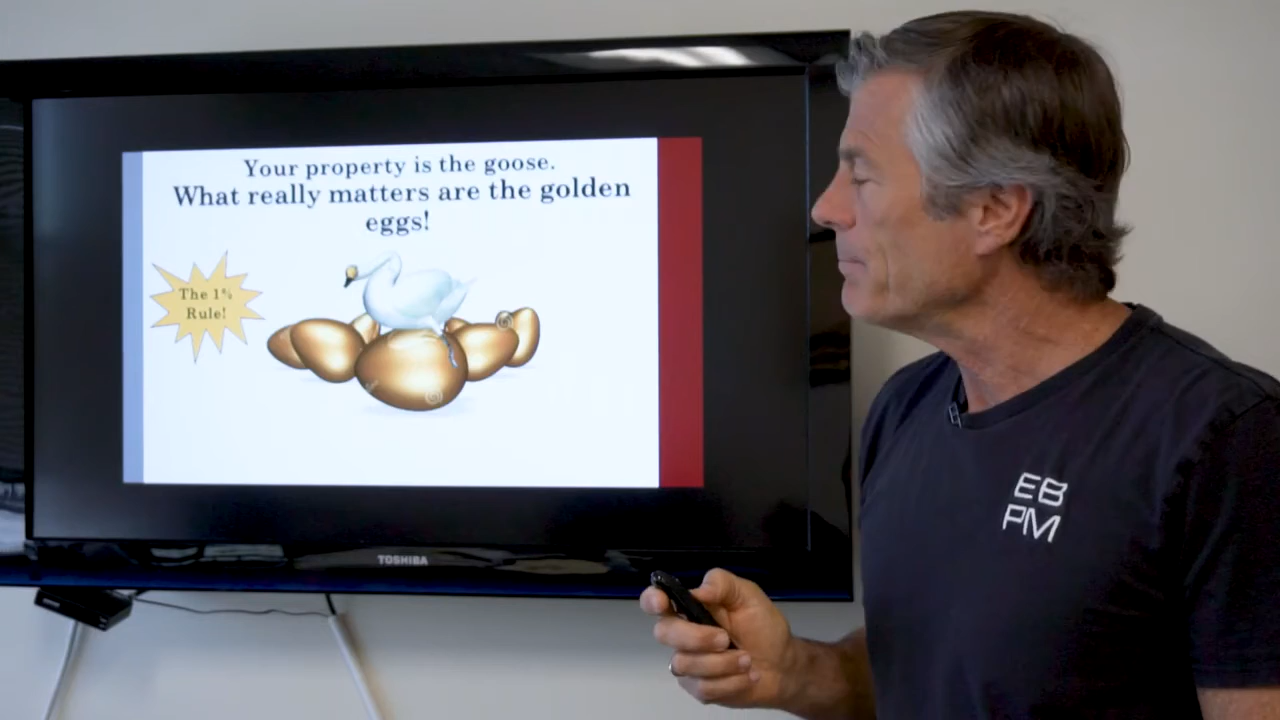 Your property is the goose.
What really matters are the golden
eggs!
The 1%
Rule!
TOSHIBA
EB
PM